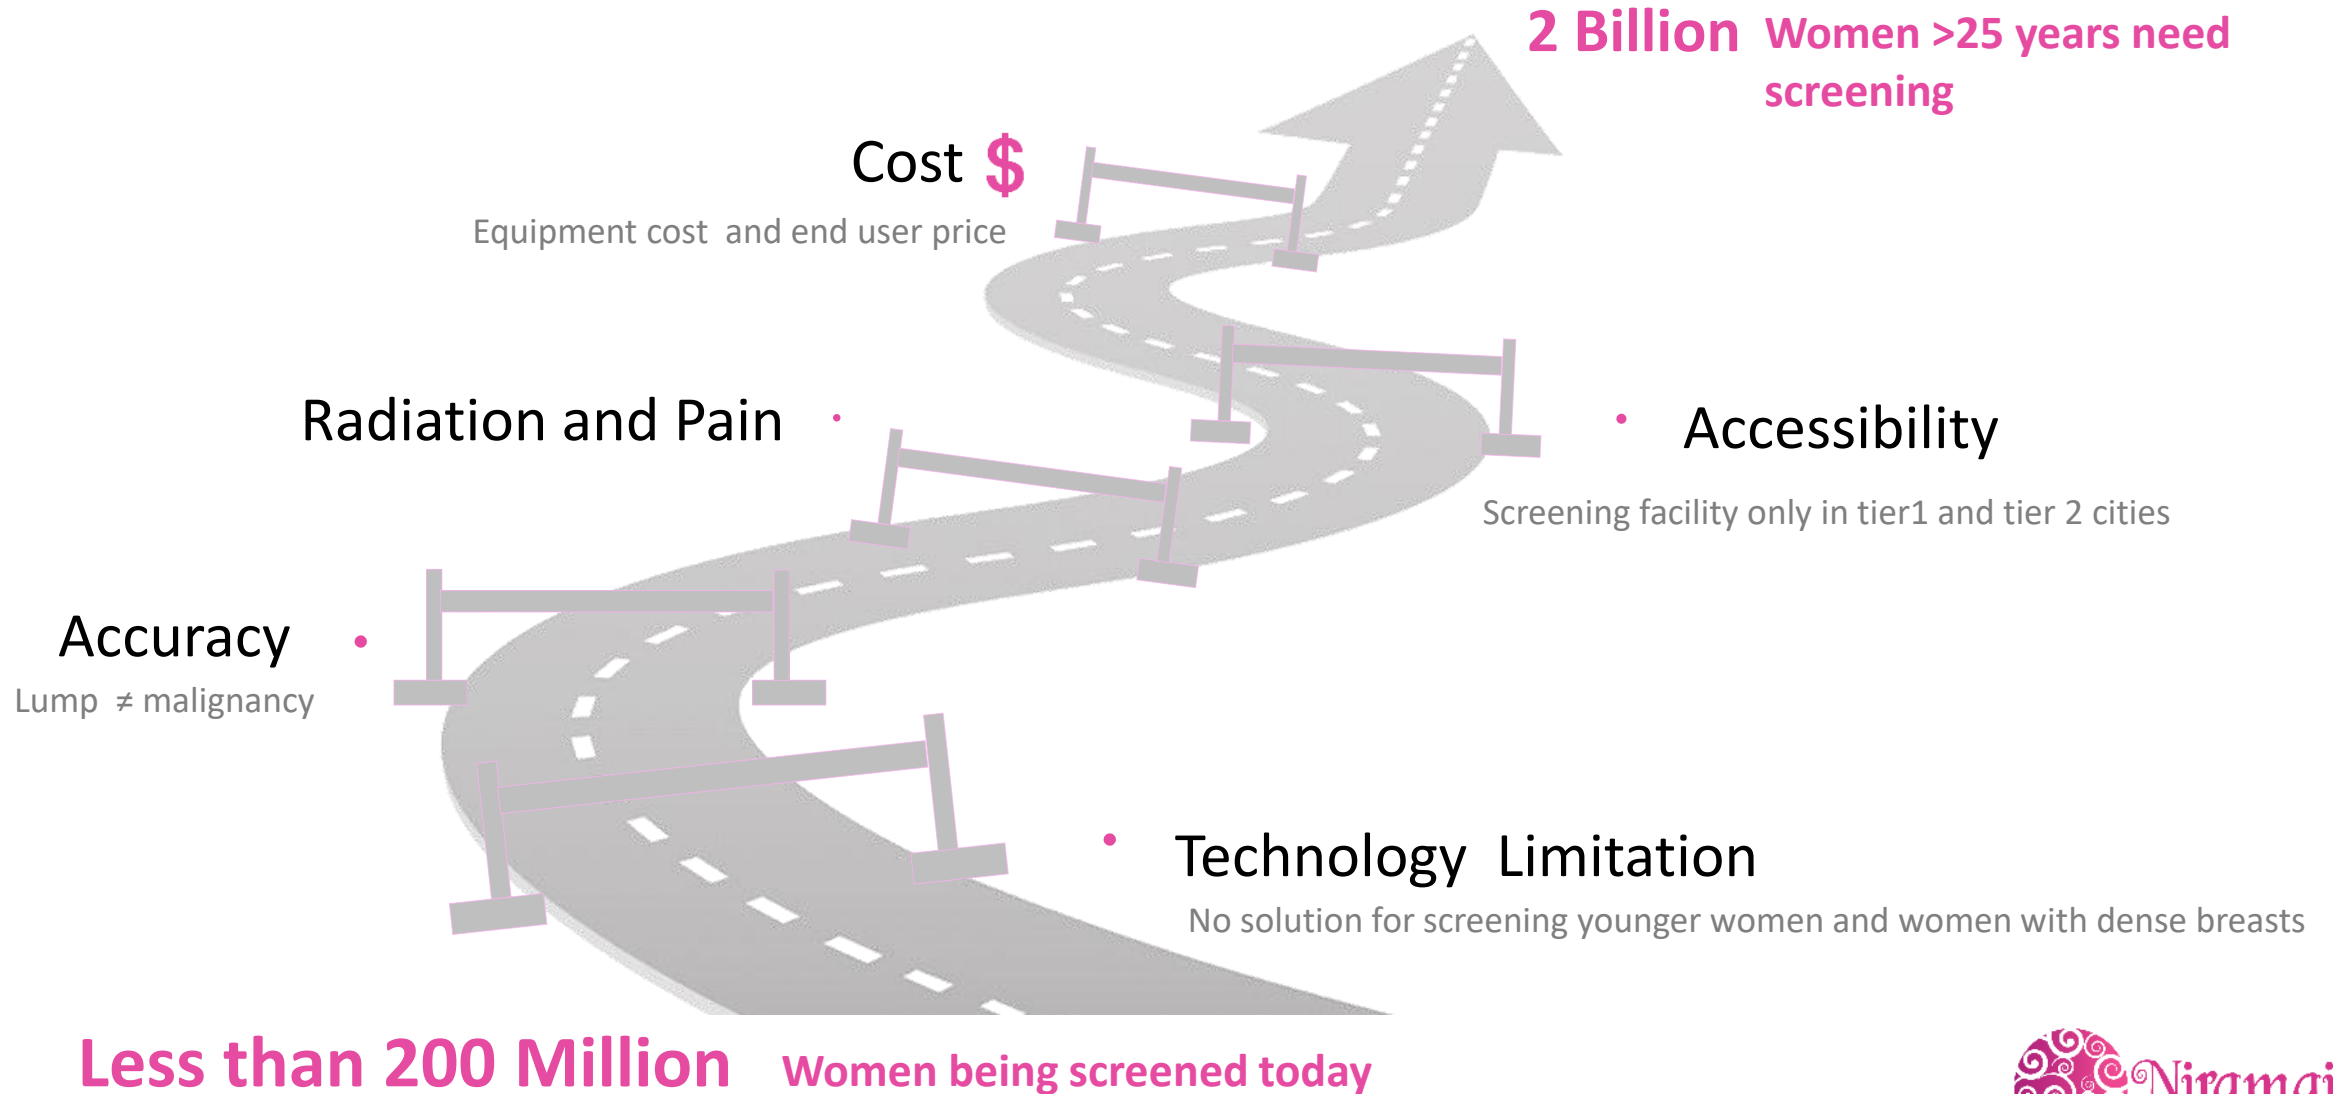 2 Billion Women >25 years need
screening
Cost $
Equipment cost and end user price
Radiation and Pain
Accessibility
Screening facility only in tier1 and tier 2 cities
Accuracy
Lump ≠ malignancy
Technology Limitation
No solution for screening younger women and women with dense breasts
Less than 200 Million Women being screened today
Niramai